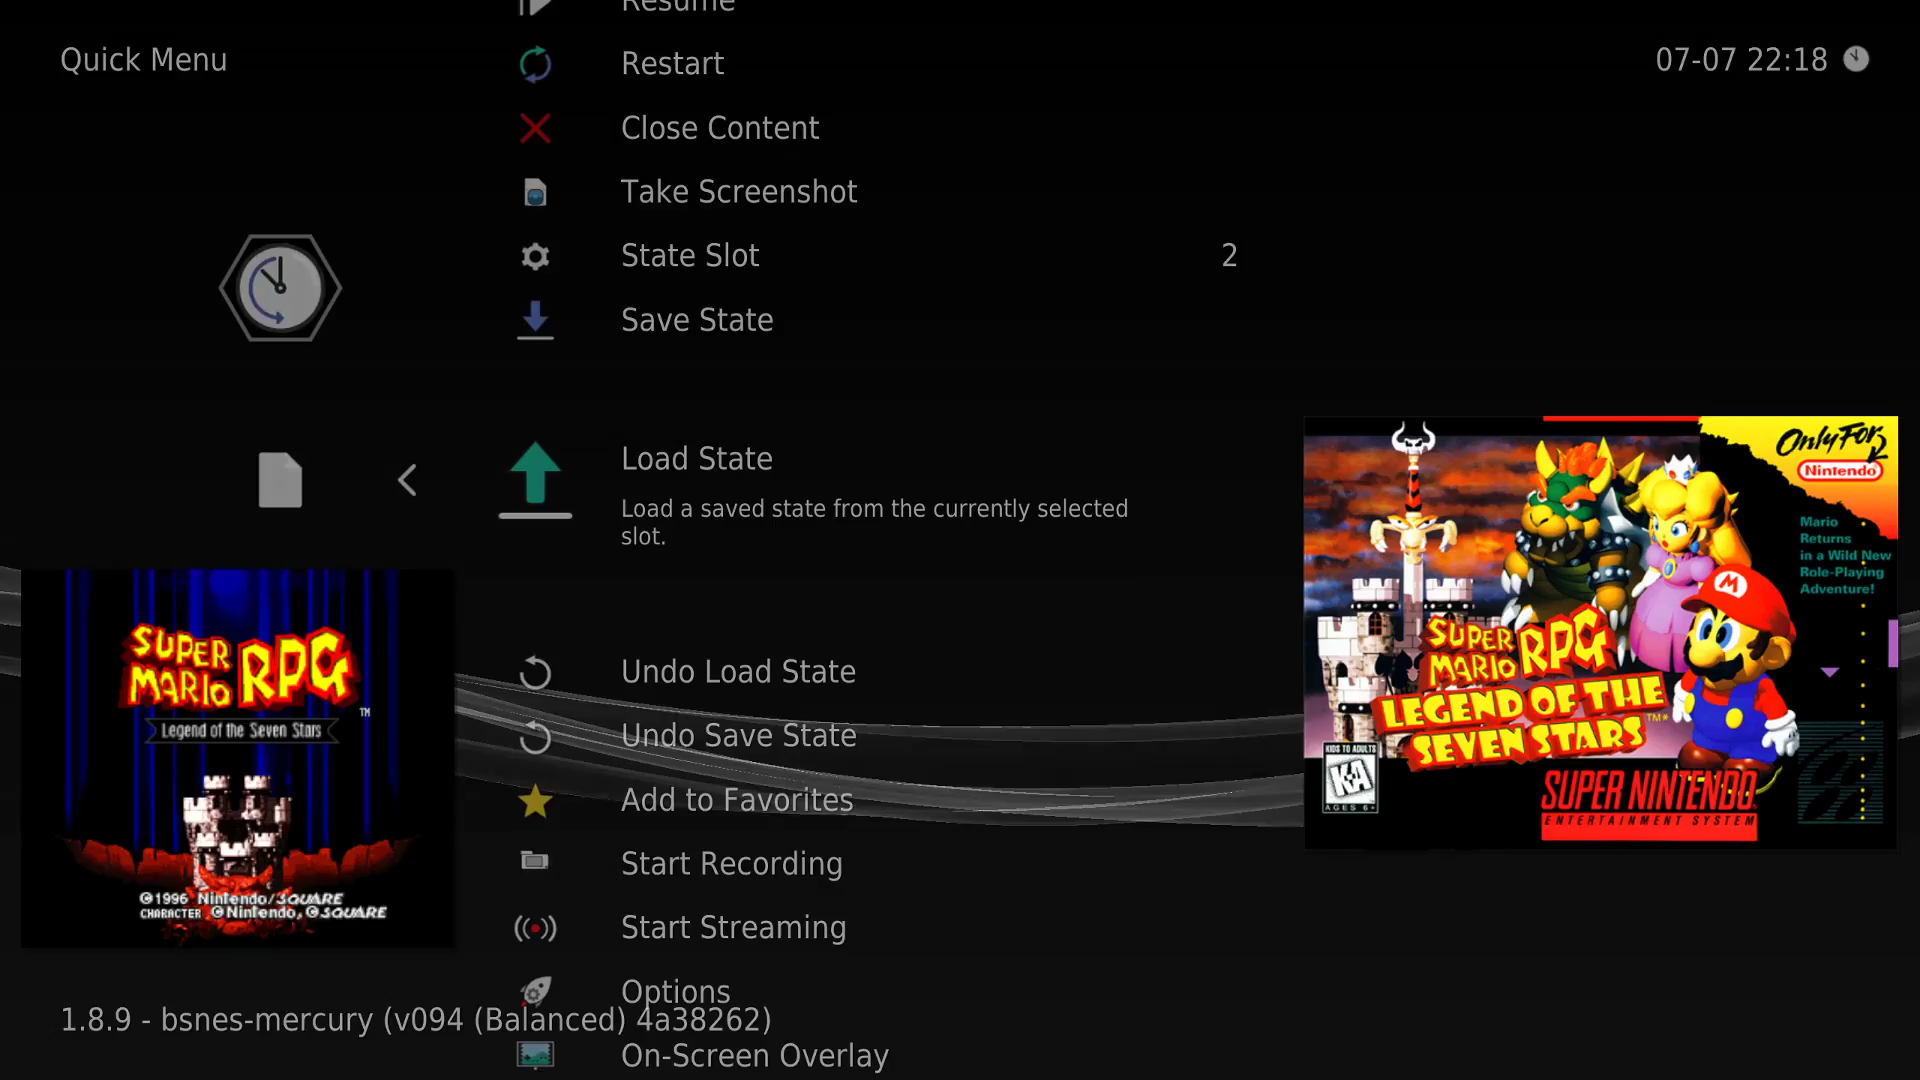 Resume
Quick Menu
07-07 22:18
Restart
Close Content
Take Screenshot
State Slot 2
Save State
Load State
Load a saved state from the currently selected
slot.
Undo Load State
Undo Save State
Add to Favorites
Start Recording
Start Streaming
Options
1.8.9 - bsnes-mercury (v094 (Balanced) 4a38262)
On-Screen Overlay
SUPER
MARIO RPG
TM
Legend of the Seven Stars
©1996 Nintendo/SQUARE
CHARACTER ©Nintendo, ©SQUARE
Only For
Nintendo
Mario
Returns
in a Wild New
Role-Playing
Adventure!
M
SUPER
MARIO RPG
LEGEND OF THE
SEVEN STARS
TM*
KIDS TO ADULTS
KA
AGES 6+
SUPER NINTENDO
ENTERTAINMENT SYSTEM